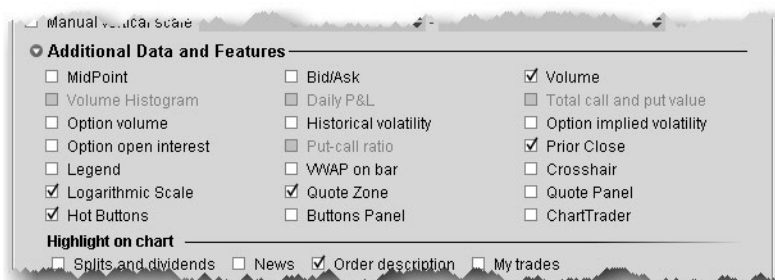 Manual vertical scale -
Additional Data and Features
MidPoint Bid/Ask Volume
Volume Histogram Daily P&L Total call and put value
Option volume Historical volatility Option implied volatility
Option open interest Put-call ratio Prior Close
Legend VWAP on bar Crosshair
Logarithmic Scale Quote Zone Quote Panel
Hot Buttons Buttons Panel ChartTrader
Highlight on chart
Splits and dividends News Order description My trades